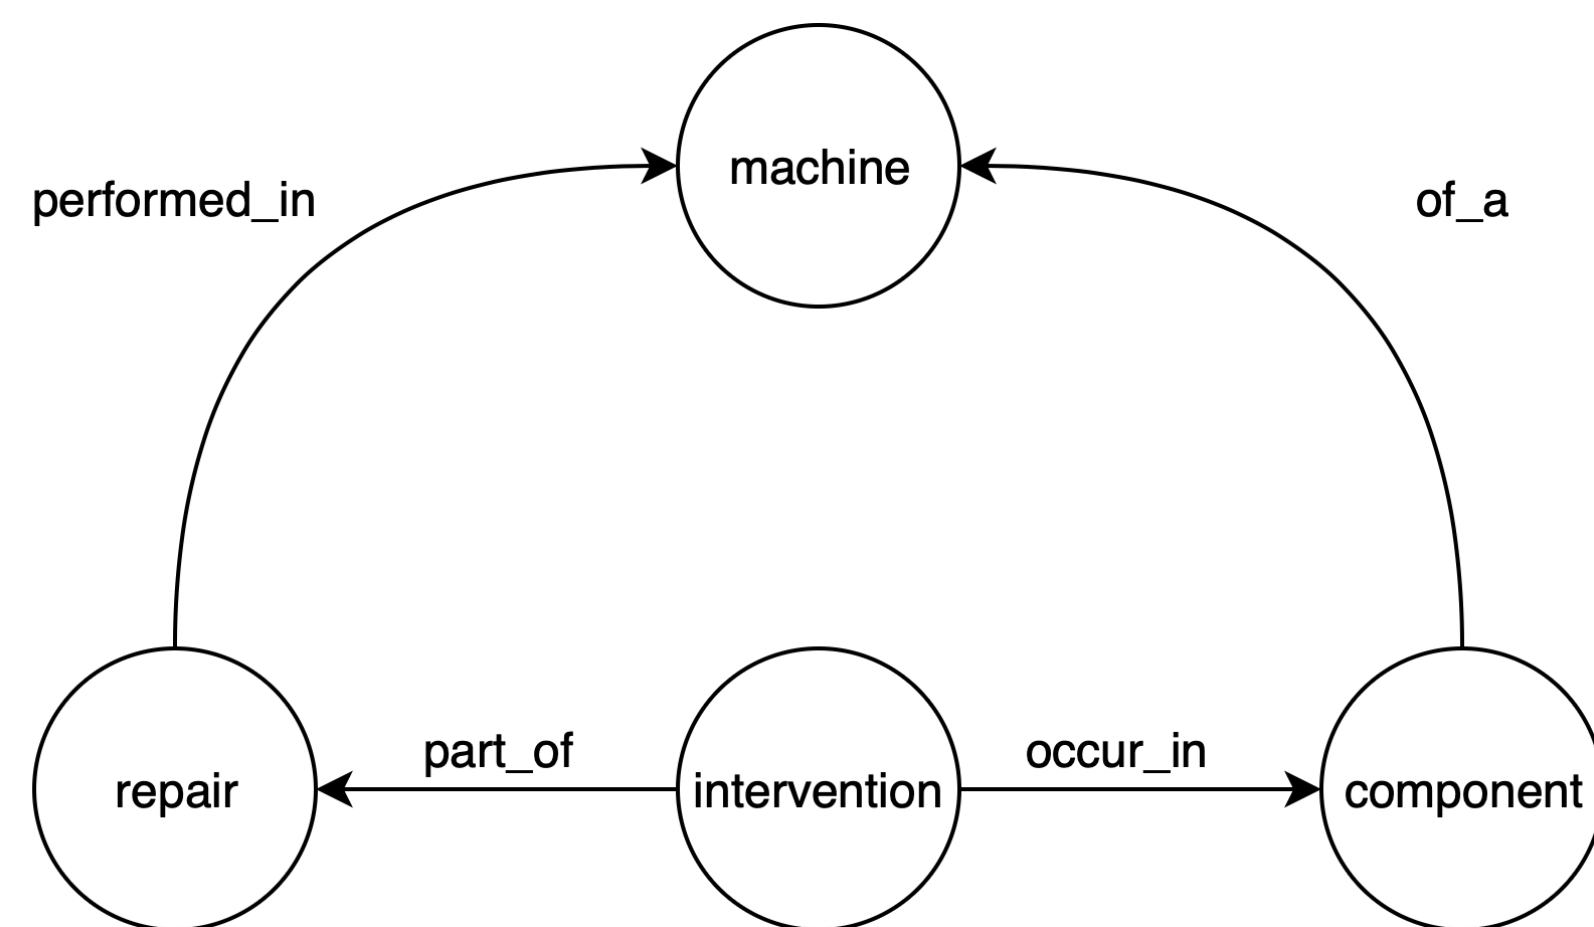 machine
performed_in
of_a
part_of
occur_in
repair
intervention
component